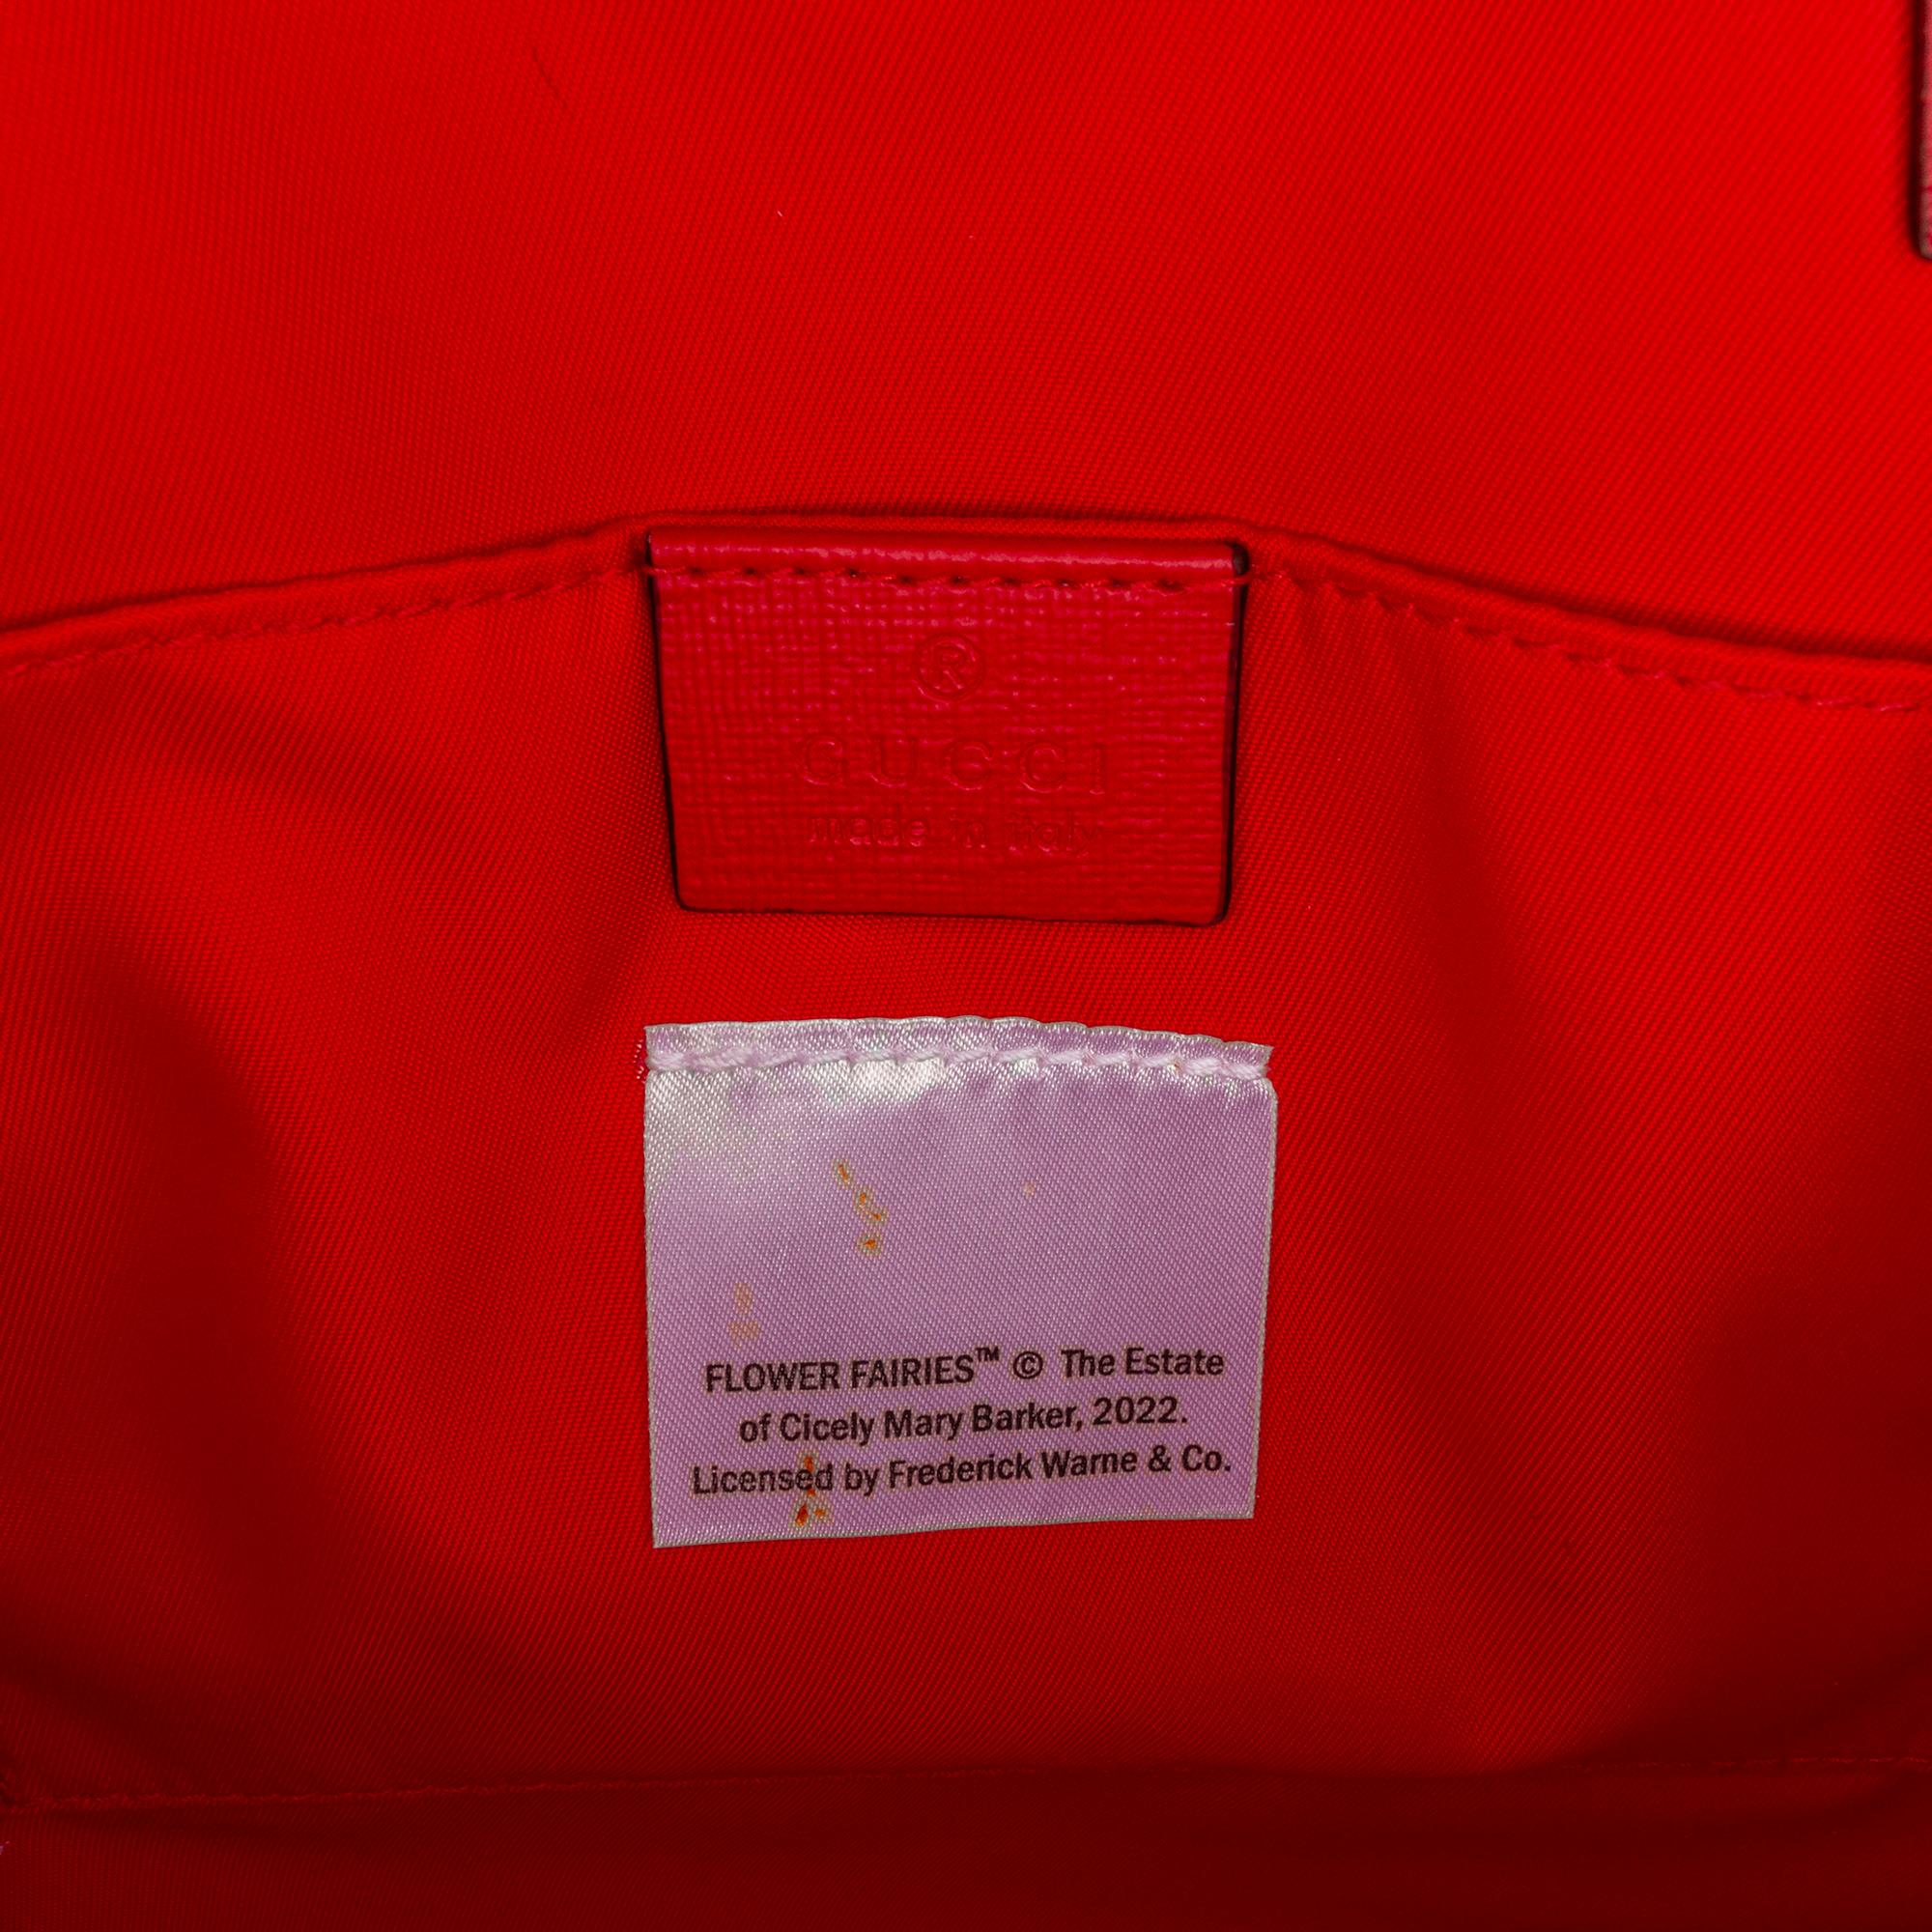 ®
GUCCI
made in italy
FLOWER FAIRIES™ © The Estate
of Cicely Mary Barker, 2022.
Licensed by Frederick Warne & Co.